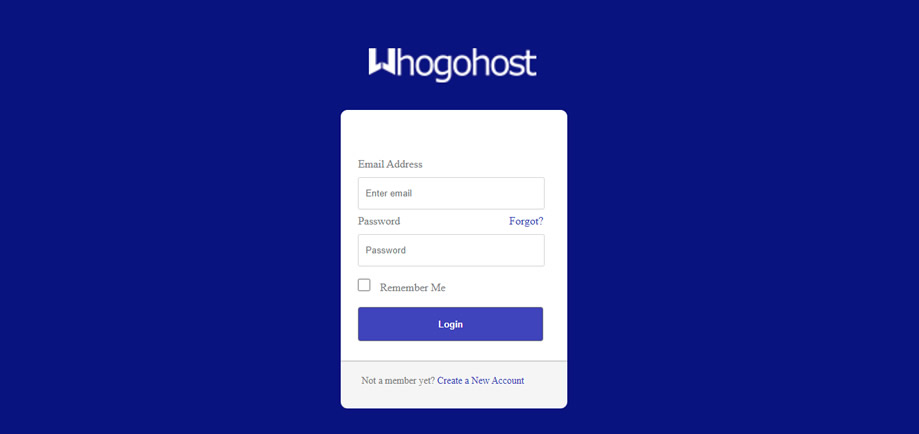 Whogohost
Email Address
Enter email
Password Forgot?
Password
Remember Me
Login
Not a member yet? Create a New Account